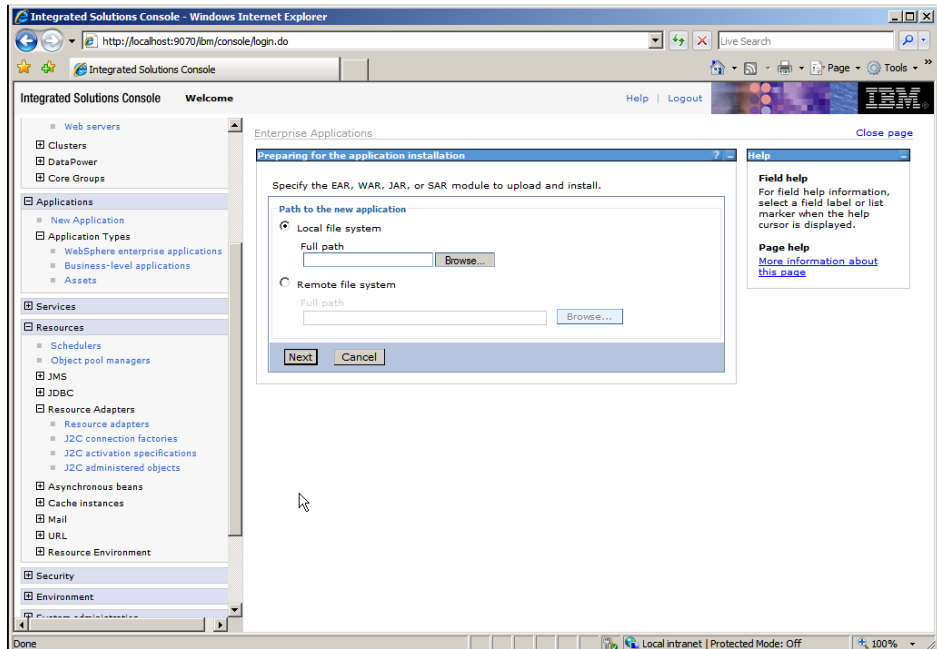 Integrated Solutions Console - Windows Internet Explorer
http://localhost:9070/ibm/console/login.do
Live Search
Integrated Solutions Console
Page
Tools
»
Integrated Solutions Console Welcome
Help | Logout
IBM®
Web servers
Clusters
DataPower
Core Groups
Applications
New Application
Application Types
WebSphere enterprise applications
Business-level applications
Assets
Services
Resources
Schedulers
Object pool managers
JMS
JDBC
Resource Adapters
Resource adapters
J2C connection factories
J2C activation specifications
J2C administered objects
Asynchronous beans
Cache instances
Mail
URL
Resource Environment
Security
Environment
System administration
Enterprise Applications
Close page
Preparing for the application installation
? –
Specify the EAR, WAR, JAR, or SAR module to upload and install.
Path to the new application
Local file system
Full path
Browse...
Remote file system
Full path
Browse...
Next Cancel
Help
–
Field help
For field help information,
select a field label or list
marker when the help
cursor is displayed.
Page help
More information about
this page
Done
Local intranet | Protected Mode: Off
100%